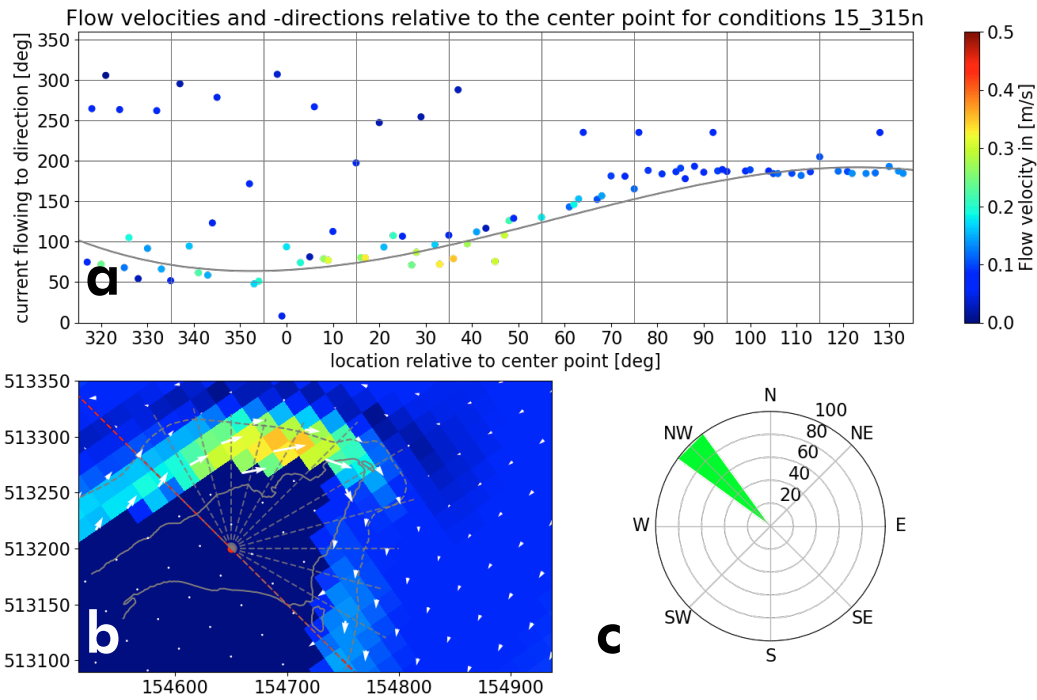 Flow velocities and -directions relative to the center point for conditions 15_315n
current flowing to direction [deg]
350
300
250
200
150
100
50
0
a
320 330 340 350 0 10 20 30 40 50 60 70 80 90 100 110 120 130
location relative to center point [deg]
0.5
0.4
0.3
0.2
0.1
0.0
Flow velocity in [m/s]
513350
513300
513250
513200
513150
513100
b
154600 154700 154800 154900
c
N
NE
E
SE
S
SW
W
NW
100
80
60
40
20